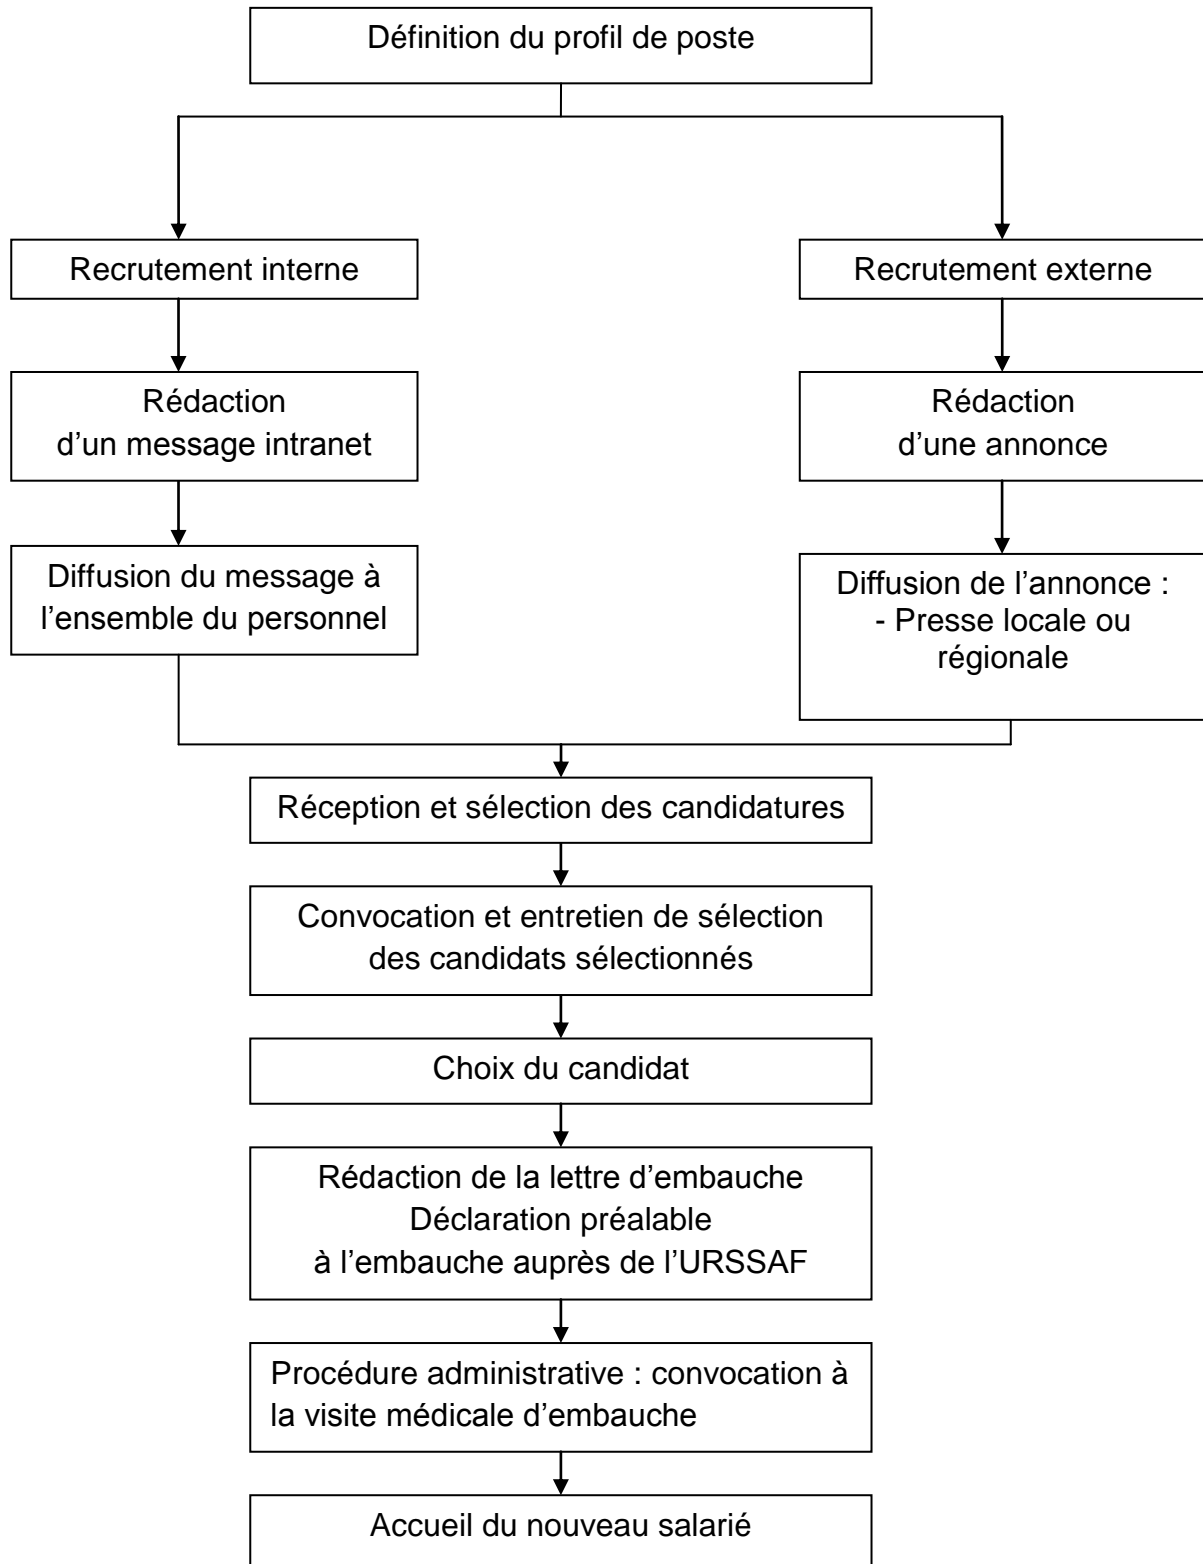 Définition du profil de poste
Recrutement interne
Recrutement externe
Rédaction
d’un message intranet
Rédaction
d’une annonce
Diffusion du message à
l’ensemble du personnel
Diffusion de l’annonce :
- Presse locale ou
régionale
Réception et sélection des candidatures
Convocation et entretien de sélection
des candidats sélectionnés
Choix du candidat
Rédaction de la lettre d’embauche
Déclaration préalable
à l’embauche auprès de l’URSSAF
Procédure administrative : convocation à
la visite médicale d’embauche
Accueil du nouveau salarié